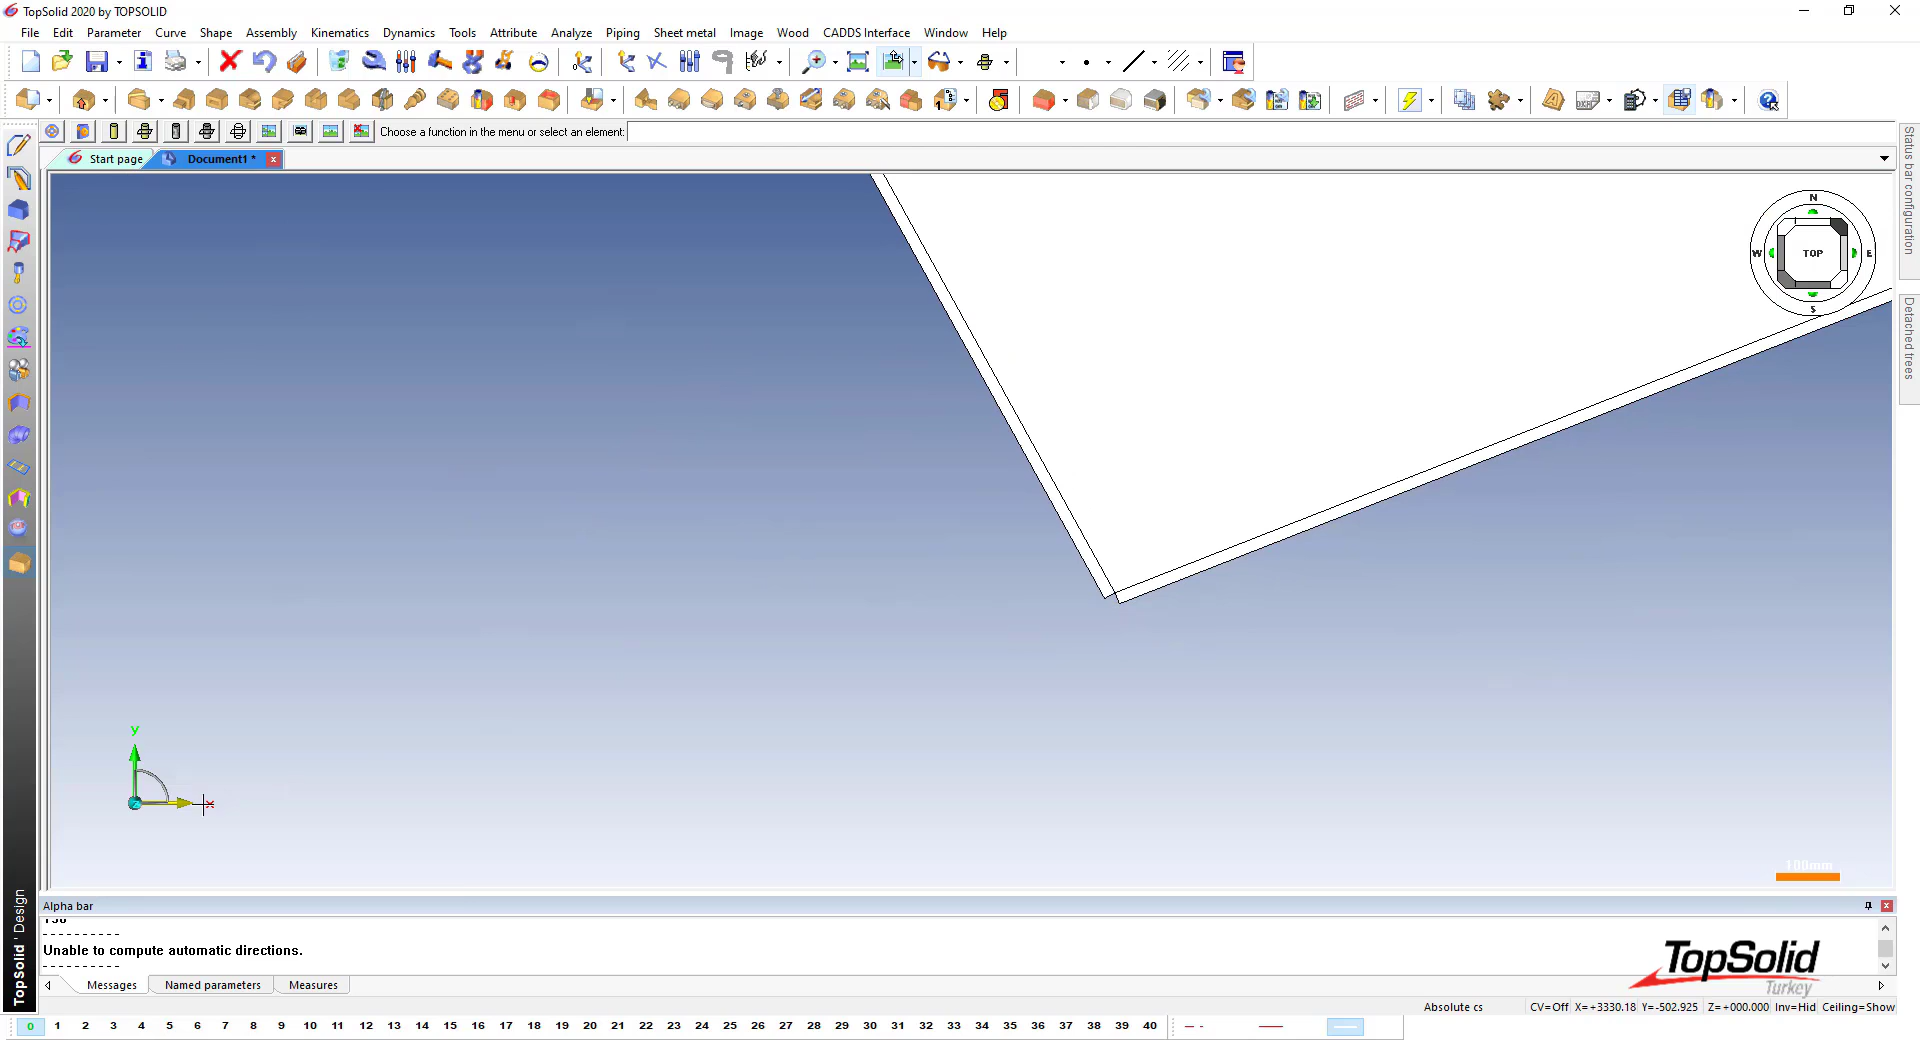 TopSolid 2020 by TOPSOLID
File Edit Parameter Curve Shape Assembly Kinematics Dynamics Tools Attribute Analyze Piping Sheet metal Image Wood CADDS Interface Window Help
Choose a function in the menu or select an element:
Start page Document1 *
Status bar configuration
Detached trees
N
W TOP E
S
y
x
100mm
TopSolid 'Design
Alpha bar
Unable to compute automatic directions.
TopSolid
Turkey
Messages Named parameters Measures
Absolute cs CV=Off X=+3330.18 Y=-502.925 Z=+000.000 Inv=Hid Ceiling=Show
0 1 2 3 4 5 6 7 8 9 10 11 12 13 14 15 16 17 18 19 20 21 22 23 24 25 26 27 28 29 30 31 32 33 34 35 36 37 38 39 40